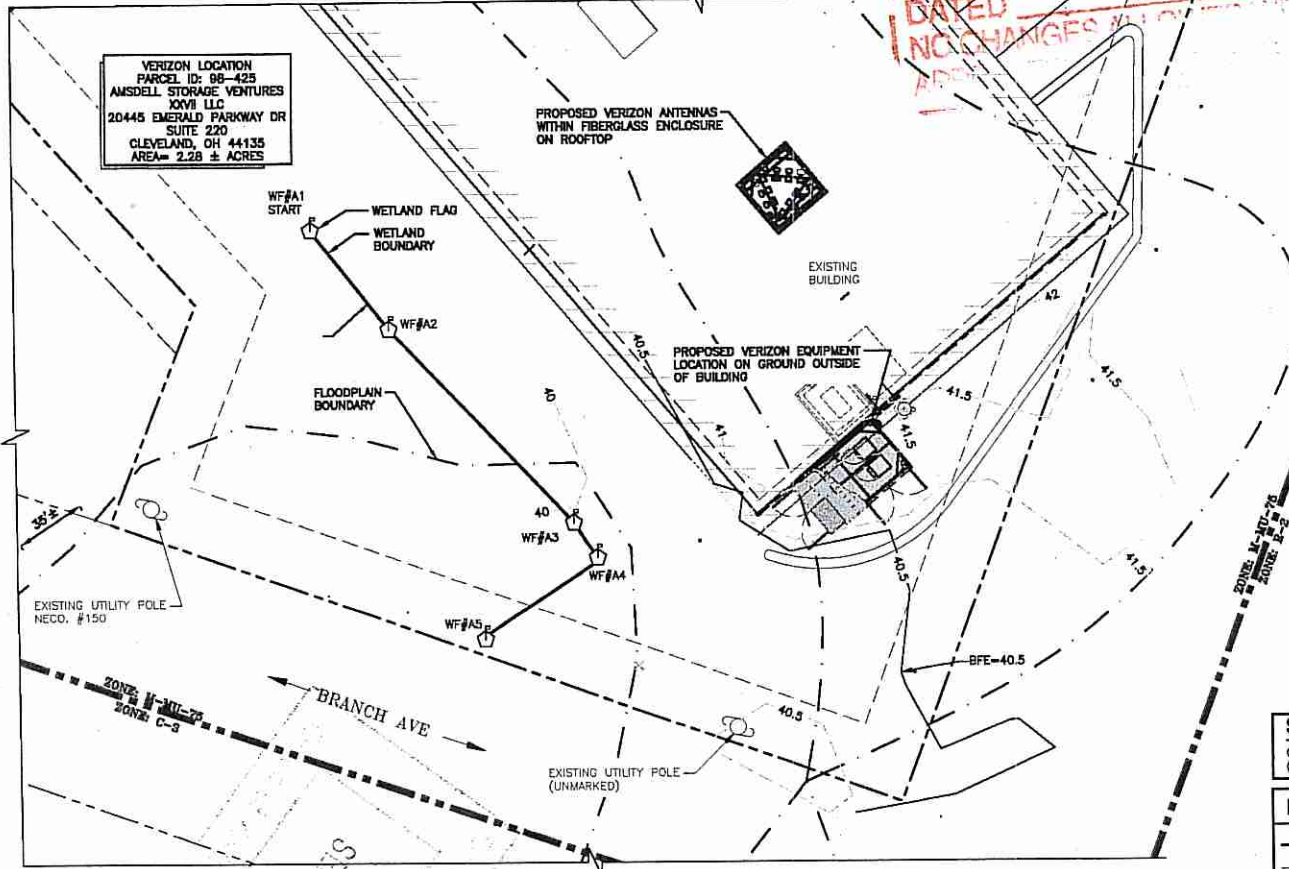 DATED
NO CHANGES
VERIZON LOCATION
PARCEL ID: 98-425
AMSDELL STORAGE VENTURES
XXVII LLC
20445 EMERALD PARKWAY DR
SUITE 220
CLEVELAND, OH 44135
AREA= 2.28 ± ACRES
PROPOSED VERIZON ANTENNAS
WITHIN FIBERGLASS ENCLOSURE
ON ROOFTOP
WF#A1
START
WETLAND FLAG
WETLAND
BOUNDARY
EXISTING
BUILDING
42
WF#A2
40.5
PROPOSED VERIZON EQUIPMENT
LOCATION ON GROUND OUTSIDE
OF BUILDING
41.5
FLOODPLAIN
BOUNDARY
40
41.5
41
41.5
40
WF#A3
35'±
WF#A4
41.5
40.5
EXISTING UTILITY POLE
NECO. #150
WF#A5
ZONE: M-MU-75
ZONE: R-2
BFE=40.5
ZONE: M-MU-75
ZONE: C-3
BRANCH AVE
40.5
EXISTING UTILITY POLE
(UNMARKED)